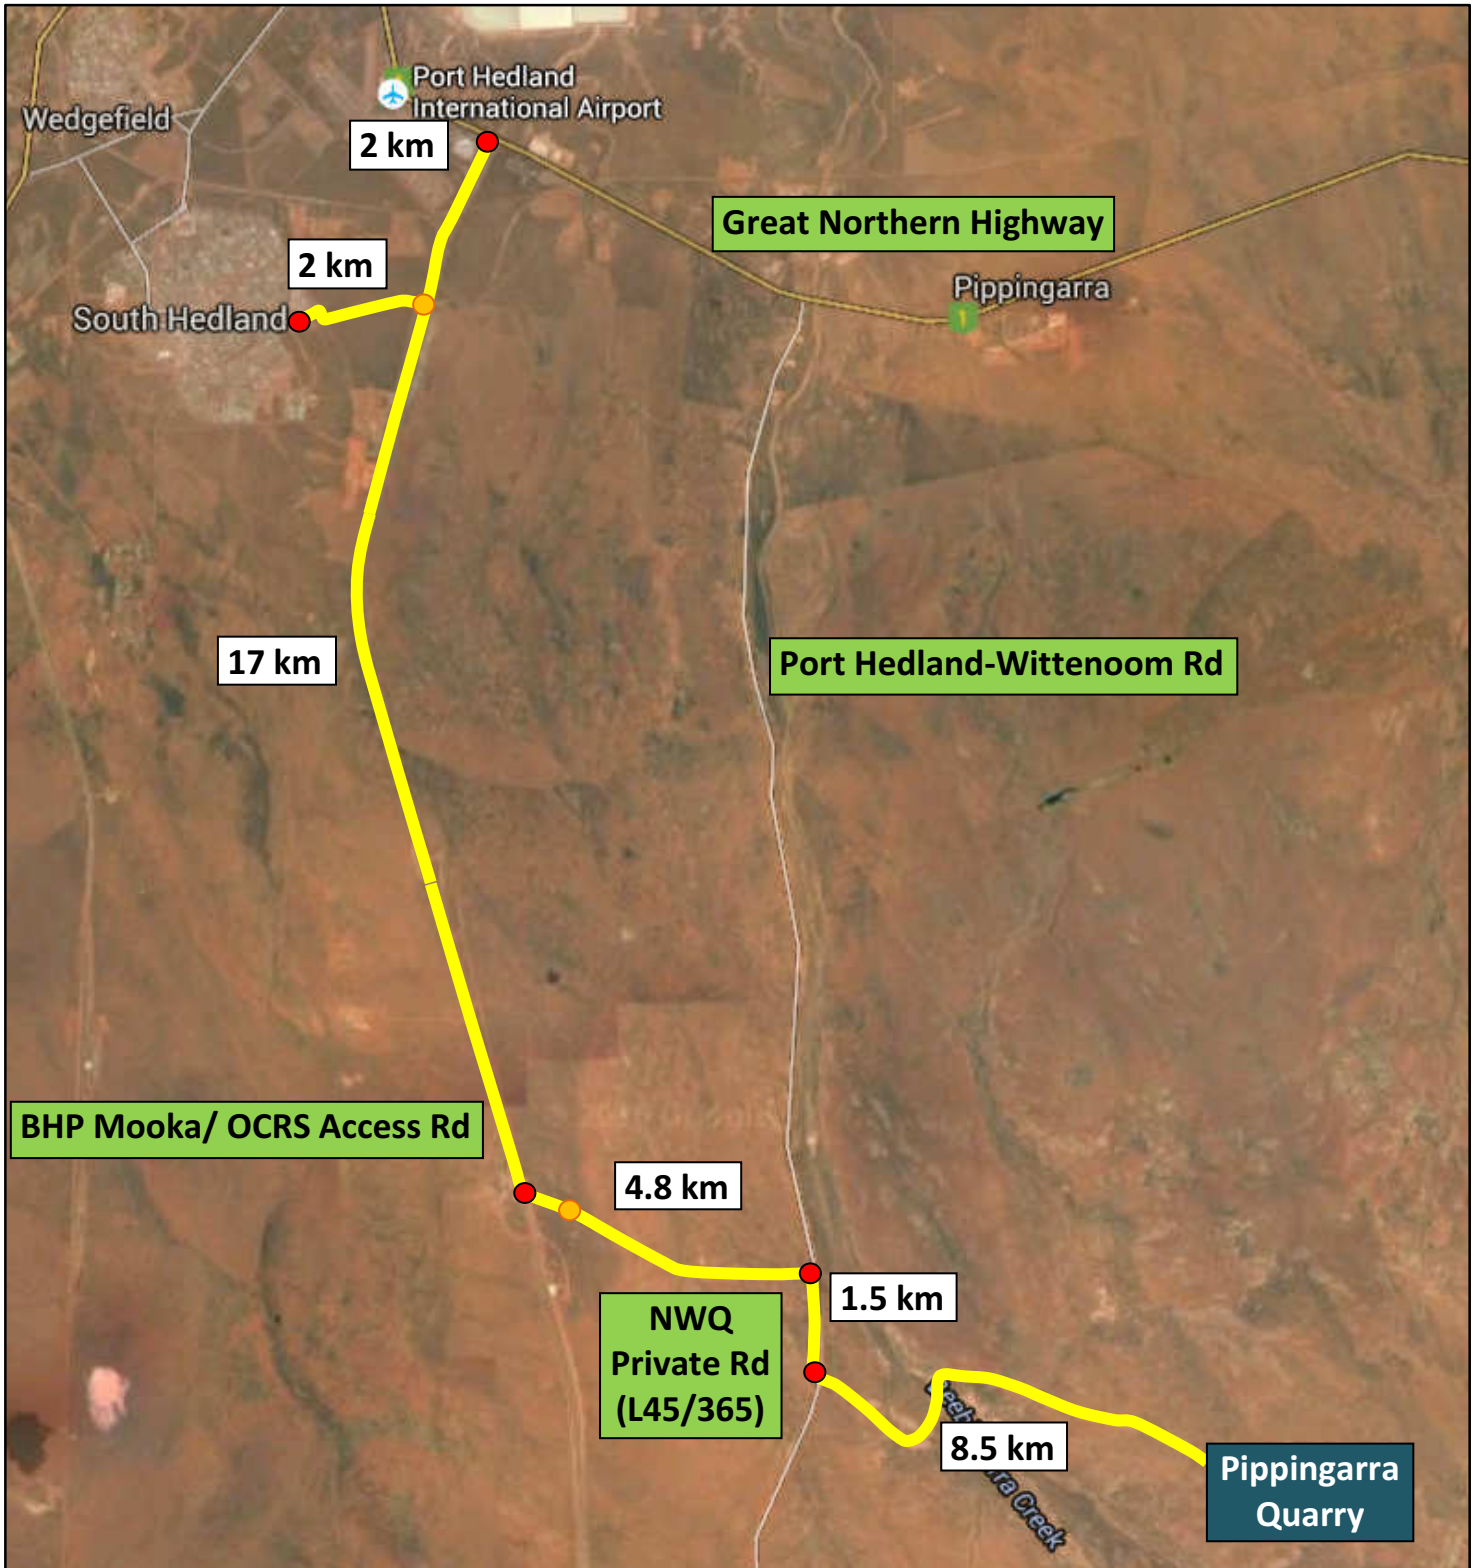 Port Hedland
International Airport
Wedgefield
2 km
Great Northern Highway
2 km
Pippingarra
1
South Hedland
17 km
Port Hedland-Wittenoom Rd
BHP Mooka/ OCRS Access Rd
4.8 km
1.5 km
NWQ
Private Rd
(L45/365)
8.5 km
Creek
Pippingarra
Quarry